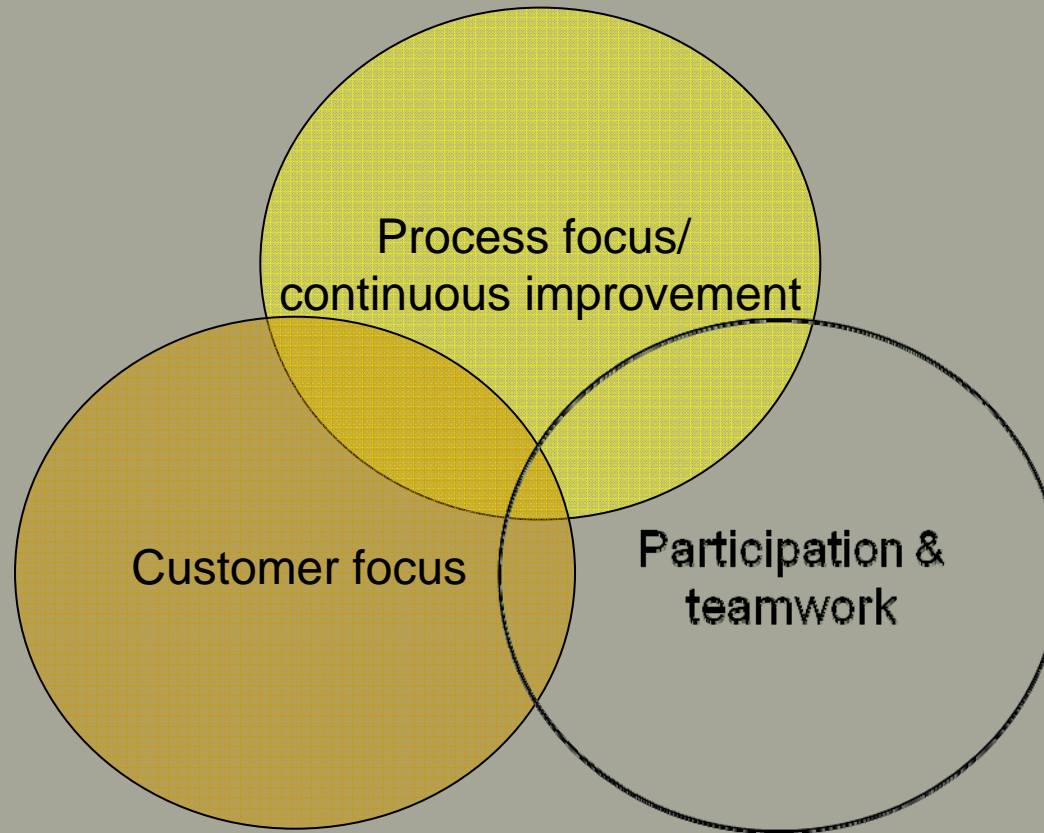 Process focus/
continuous improvement
Customer focus
Participation &
teamwork